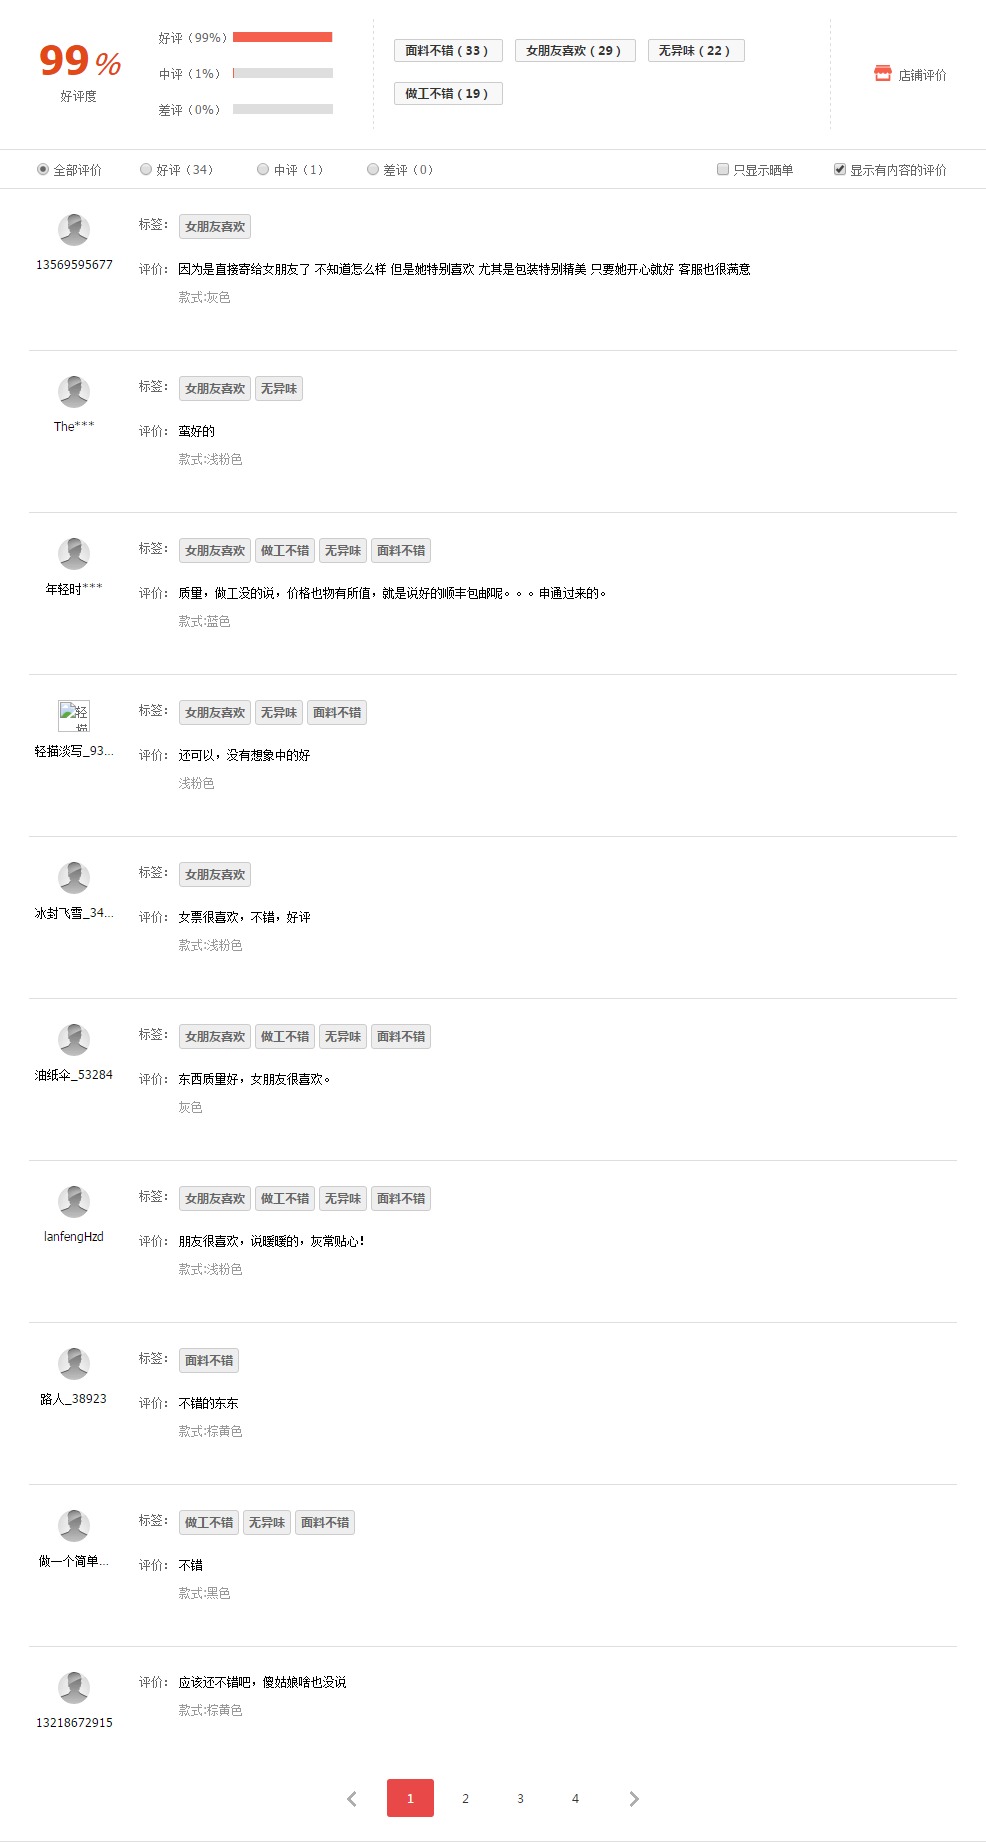 99%
好评度
好评（99%）
中评（1%）
差评（0%）
面料不错（33） 女朋友喜欢（29） 无异味（22）
做工不错（19）
店铺评价
全部评价 好评（34） 中评（1） 差评（0） 只显示晒单 显示有内容的评价
标签： 女朋友喜欢
13569595677
评价： 因为是直接寄给女朋友了 不知道怎么样 但是她特别喜欢 尤其是包装特别精美 只要她开心就好 客服也很满意
款式:灰色
标签： 女朋友喜欢 无异味
The***
评价： 蛮好的
款式:浅粉色
标签： 女朋友喜欢 做工不错 无异味 面料不错
年轻时***
评价： 质量，做工没的说，价格也物有所值，就是说好的顺丰包邮呢。。。申通过来的。
款式:蓝色
轻
描
标签： 女朋友喜欢 无异味 面料不错
轻描淡写_93...
评价： 还可以，没有想象中的好
浅粉色
标签： 女朋友喜欢
冰封飞雪_34...
评价： 女票很喜欢，不错，好评
款式:浅粉色
标签： 女朋友喜欢 做工不错 无异味 面料不错
油纸伞_53284
评价： 东西质量好，女朋友很喜欢。
灰色
标签： 女朋友喜欢 做工不错 无异味 面料不错
lanfengHzd
评价： 朋友很喜欢，说暖暖的，灰常贴心！
款式:浅粉色
标签： 面料不错
路人_38923
评价： 不错的东东
款式:棕黄色
标签： 做工不错 无异味 面料不错
做一个简单...
评价： 不错
款式:黑色
评价： 应该还不错吧，傻姑娘啥也没说
款式:棕黄色
13218672915
1 2 3 4